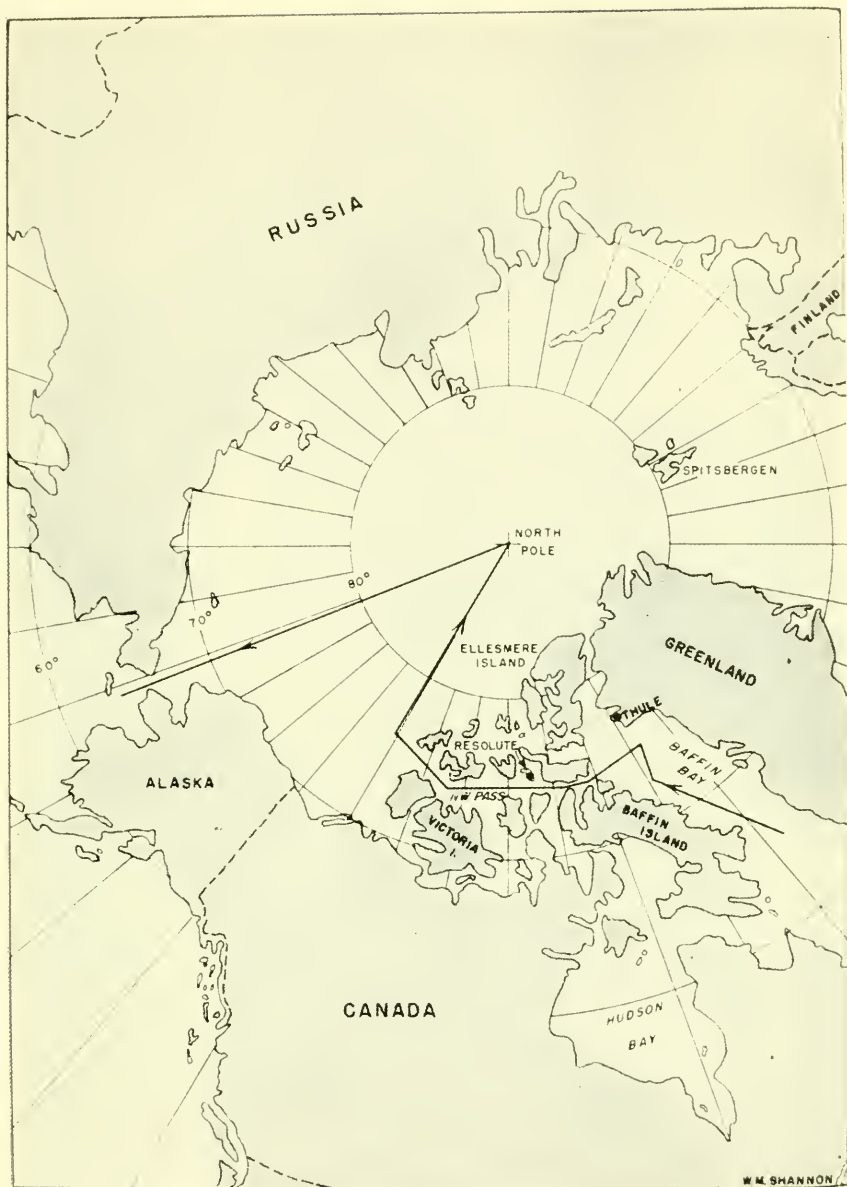 RUSSIA
FINLAND
SPITSBERGEN
NORTH
POLE
80°
70°
60°
ELLESMERE
ISLAND
GREENLAND
THULE
RESOLUTE
BAFFIN
BAY
ALASKA
NW PASS
VICTORIA
I.
BAFFIN
ISLAND
CANADA
HUDSON
BAY
W.M. SHANNON